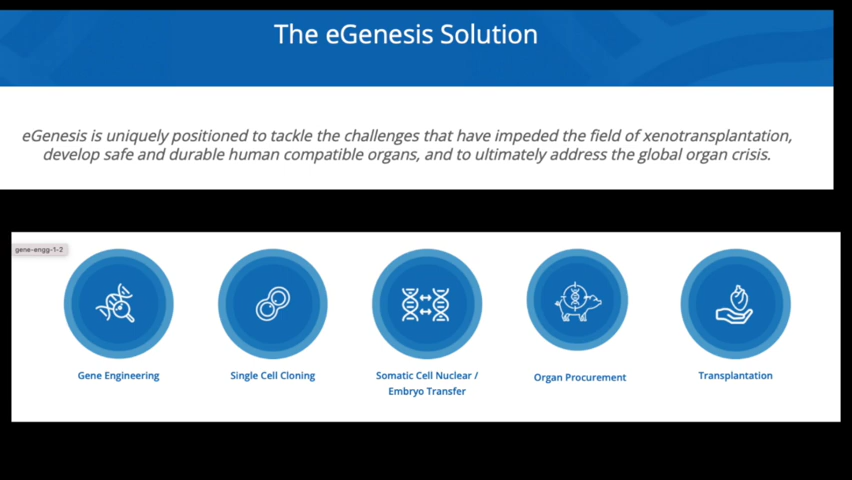 The eGenesis Solution
eGenesis is uniquely positioned to tackle the challenges that have impeded the field of xenotransplantation,
develop safe and durable human compatible organs, and to ultimately address the global organ crisis.
gene-engg-1-2
Gene Engineering
Single Cell Cloning
Somatic Cell Nuclear /
Embryo Transfer
Organ Procurement
Transplantation